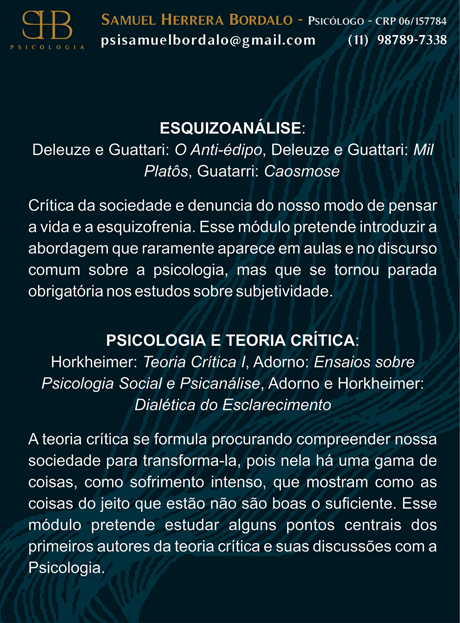 SHB
PSICOLOGIA
SAMUEL HERRERA BORDALO - PSICÓLOGO - CRP 06/157784
psisamuelbordalo@gmail.com (11) 98789-7338
ESQUIZOANÁLISE:
Deleuze e Guattari: O Anti-édipo, Deleuze e Guattari: Mil
Platôs, Guatarri: Caosmose
Crítica da sociedade e denuncia do nosso modo de pensar
a vida e a esquizofrenia. Esse módulo pretende introduzir a
abordagem que raramente aparece em aulas e no discurso
comum sobre a psicologia, mas que se tornou parada
obrigatória nos estudos sobre subjetividade.
PSICOLOGIA E TEORIA CRÍTICA:
Horkheimer: Teoria Crítica I, Adorno: Ensaios sobre
Psicologia Social e Psicanálise, Adorno e Horkheimer:
Dialética do Esclarecimento
A teoria crítica se formula procurando compreender nossa
sociedade para transforma-la, pois nela há uma gama de
coisas, como sofrimento intenso, que mostram como as
coisas do jeito que estão não são boas o suficiente. Esse
módulo pretende estudar alguns pontos centrais dos
primeiros autores da teoria crítica e suas discussões com a
Psicologia.